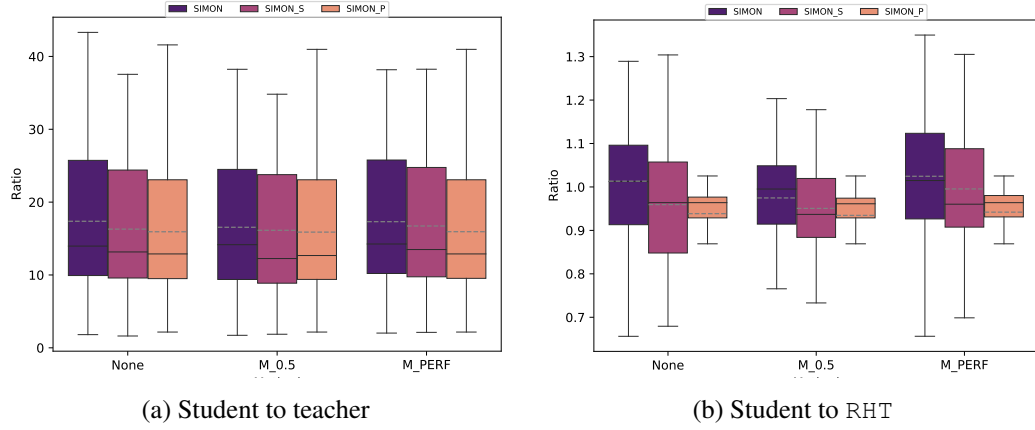 SIMON SIMON_S SIMON_P
Ratio
40
30
20
10
0
None M_0.5 M_PERF
(a) Student to teacher
SIMON SIMON_S SIMON_P
Ratio
1.3
1.2
1.1
1.0
0.9
0.8
0.7
None M_0.5 M_PERF
(b) Student to RHT